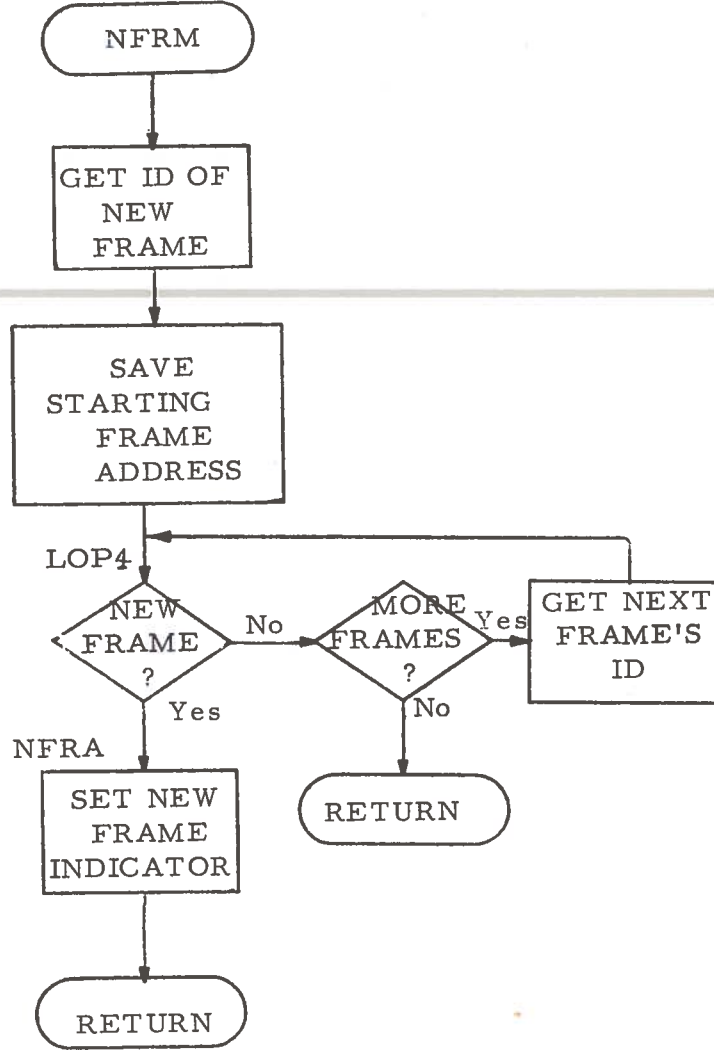 NFRM
GET ID OF
NEW
FRAME
SAVE
STARTING
FRAME
ADDRESS
LOP4
NEW
FRAME
?
No
Yes
MORE
FRAMES
?
Yes
No
GET NEXT
FRAME'S
ID
NFRA
SET NEW
FRAME
INDICATOR
RETURN
RETURN